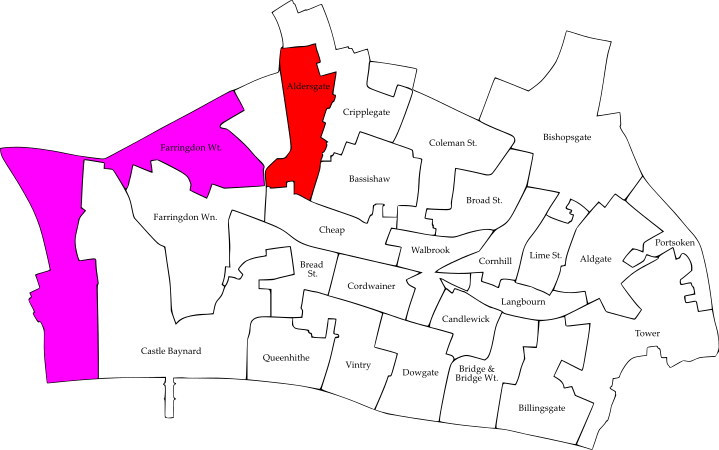 Aldersgate
Cripplegate
Bishopsgate
Coleman St.
Farringdon Wt.
Bassishaw
Broad St.
Farringdon Wn.
Cheap
Portsoken
Walbrook
Lime St.
Aldgate
Cornhill
Bread
St.
Cordwainer
Langbourn
Candlewick
Tower
Castle Baynard
Queenhithe
Vintry
Dowgate
Bridge &
Bridge Wt.
Billingsgate